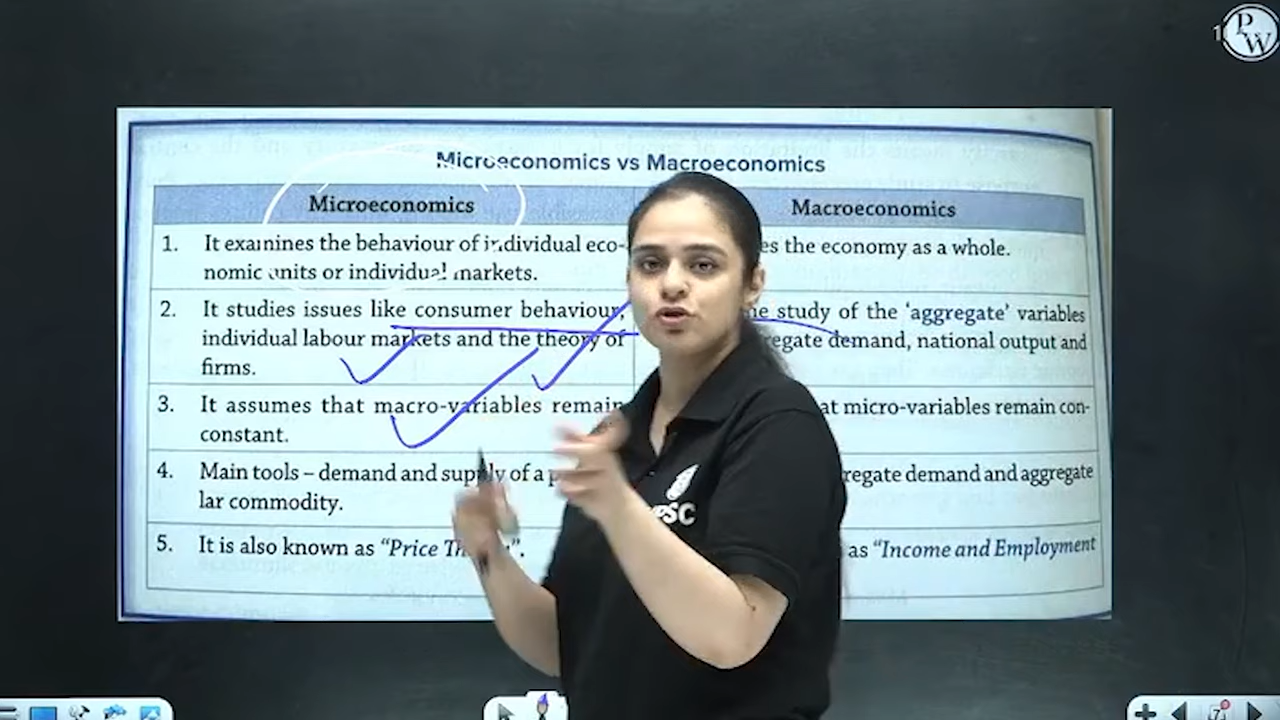 PW
Microeconomics vs Macroeconomics
Microeconomics
Macroeconomics
1. It examines the behaviour of individual eco-
nomic units or individual markets.
es the economy as a whole.
2. It studies issues like consumer behaviour,
individual labour markets and the theory of
firms.
study of the ‘aggregate’ variables
regate demand, national output and
3. It assumes that macro-variables remain
constant.
at micro-variables remain con-
4. Main tools – demand and supply of a p
lar commodity.
regate demand and aggregate
5. It is also known as “Price Th
as “Income and Employment
SC